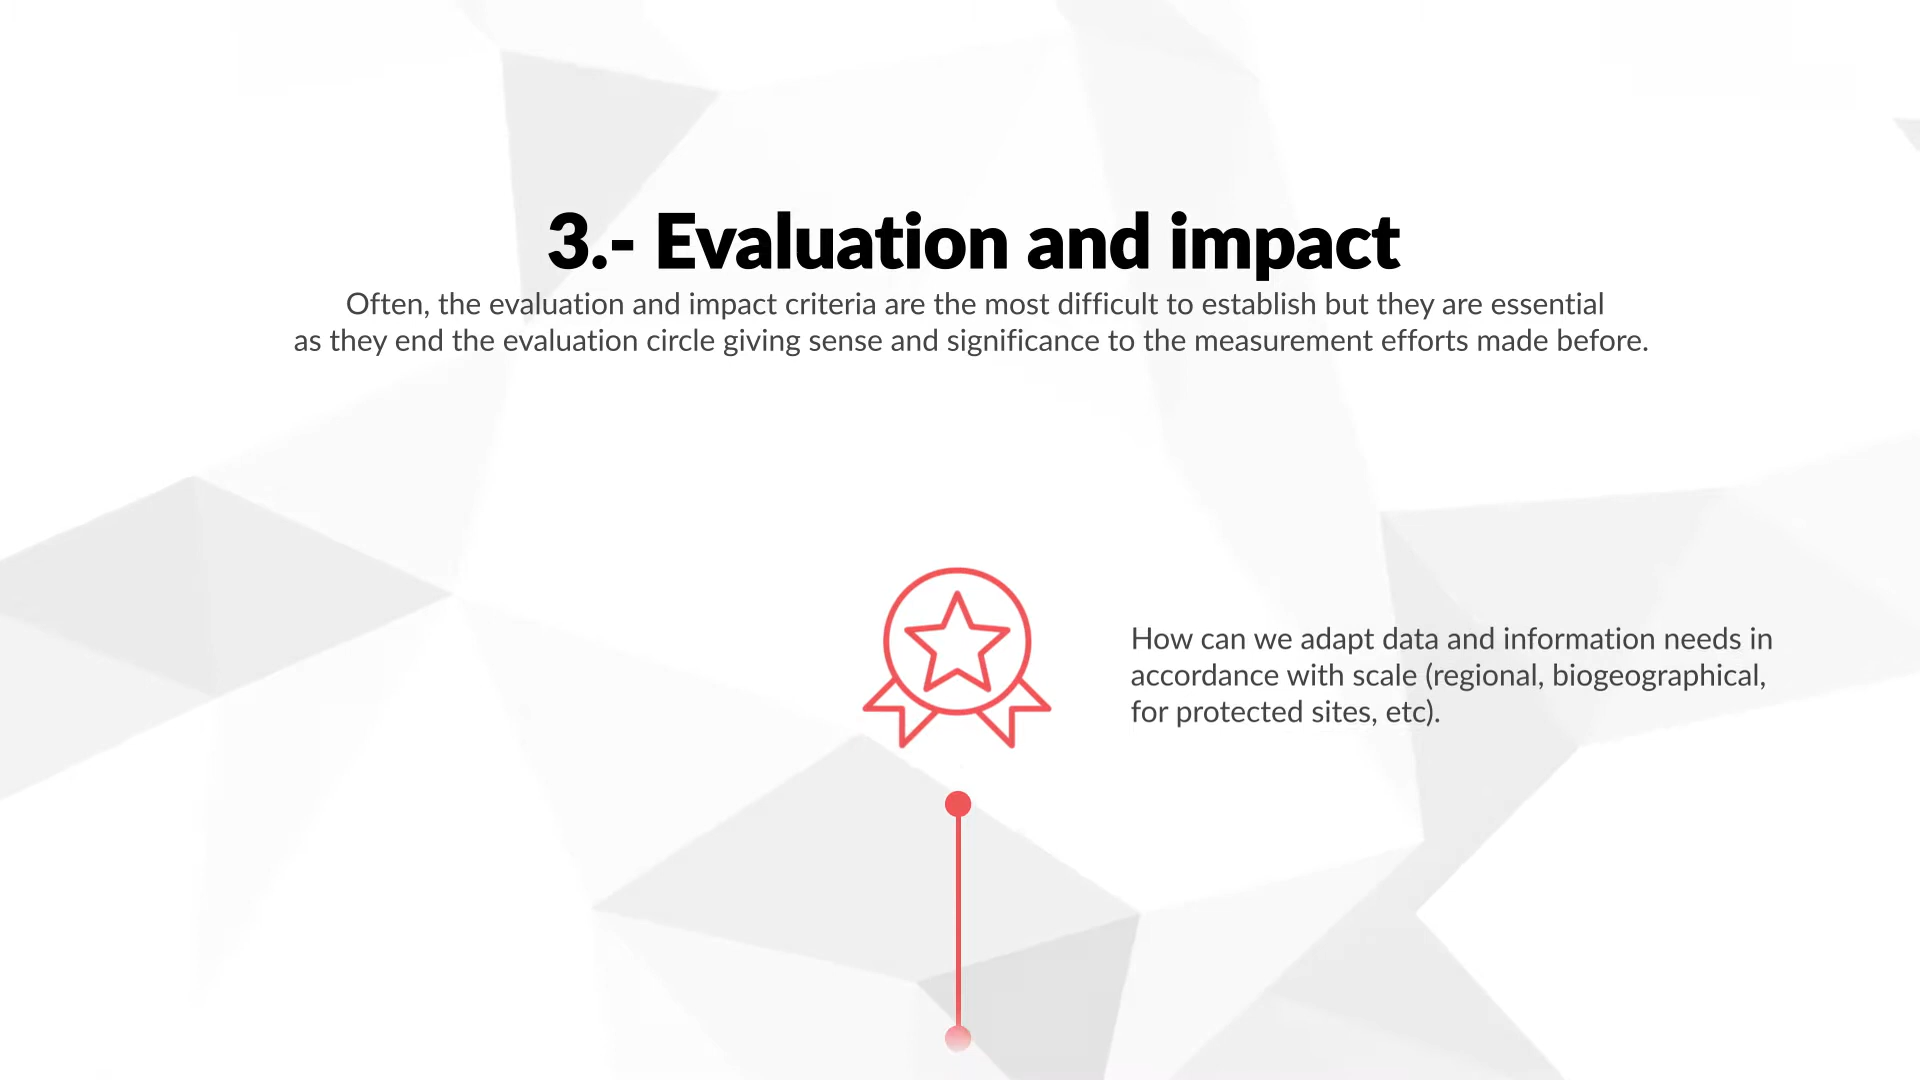 3.- Evaluation and impact
Often, the evaluation and impact criteria are the most difficult to establish but they are essential
as they end the evaluation circle giving sense and significance to the measurement efforts made before.
How can we adapt data and information needs in
accordance with scale (regional, biogeographical,
for protected sites, etc).